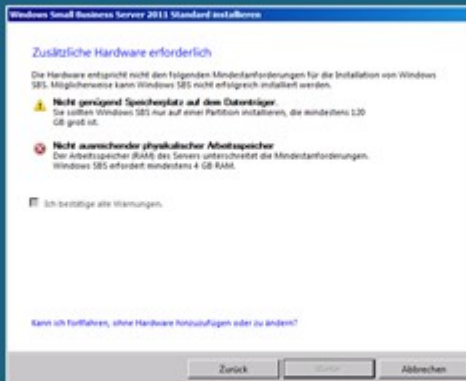 Windows Small Business Server 2011 Standard installieren
Zusätzliche Hardware erforderlich
Die Hardware entspricht nicht den folgenden Mindestanforderungen für die Installation von Windows
SBS. Möglicherweise kann Windows SBS nicht erfolgreich installiert werden.
Nicht genügend Speicherplatz auf dem Datenträger.
Sie sollten Windows SBS nur auf einer Partition installieren, die mindestens 120
GB groß ist.
Nicht ausreichender physikalischer Arbeitsspeicher
Der Arbeitsspeicher (RAM) des Servers unterschreitet die Mindestanforderungen.
Windows SBS erfordert mindestens 4 GB RAM.
Ich bestätige alle Warnungen.
Kann ich fortfahren, ohne Hardware hinzuzufügen oder zu ändern?
Zurück
Weiter
Abbrechen